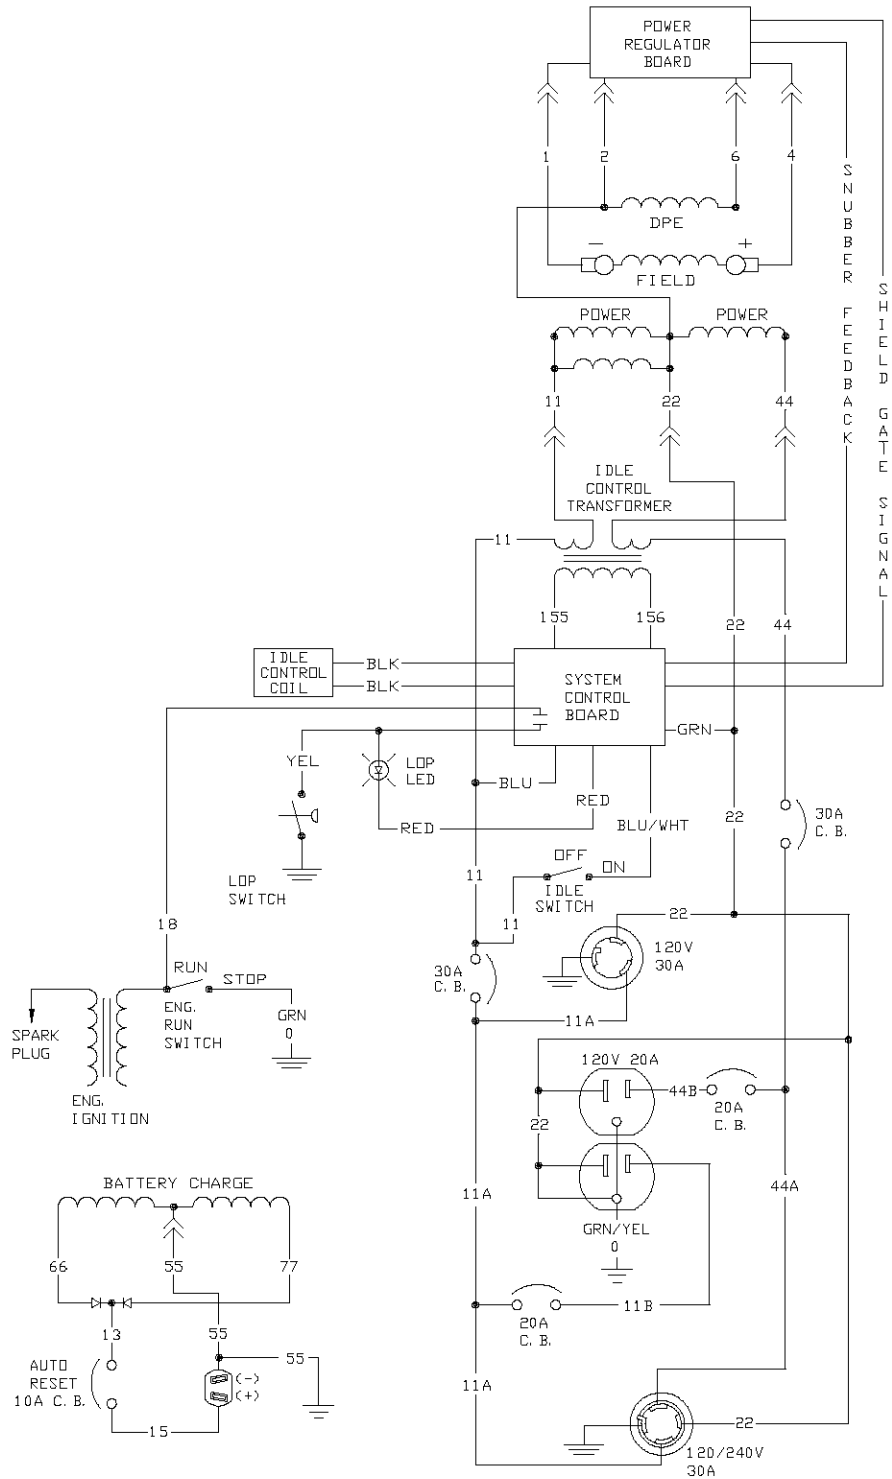 POWER
REGULATOR
BOARD
1
2
6
4
SNUBBER FEEDBACK
SHIELD GATE SIGNAL
DPE
−
+
FIELD
POWER
POWER
11
22
44
IDLE
CONTROL
TRANSFORMER
11
155
156
22
44
IDLE
CONTROL
COIL
BLK
BLK
SYSTEM
CONTROL
BOARD
GRN
YEL
LOP
LED
BLU
RED
RED
BLU/WHT
22
30A
C. B.
LOP
SWITCH
11
OFF
ON
IDLE
SWITCH
11
22
18
120V
30A
30A
C. B.
RUN
STOP
ENG.
RUN
SWITCH
GRN
0
SPARK
PLUG
ENG.
IGNITION
11A
120V 20A
44B
20A
C. B.
22
11A
44A
GRN/YEL
0
BATTERY CHARGE
66
55
77
13
55
55
AUTO
RESET
10A C. B.
(-)
(+)
15
11B
20A
C. B.
11A
22
120/240V
30A